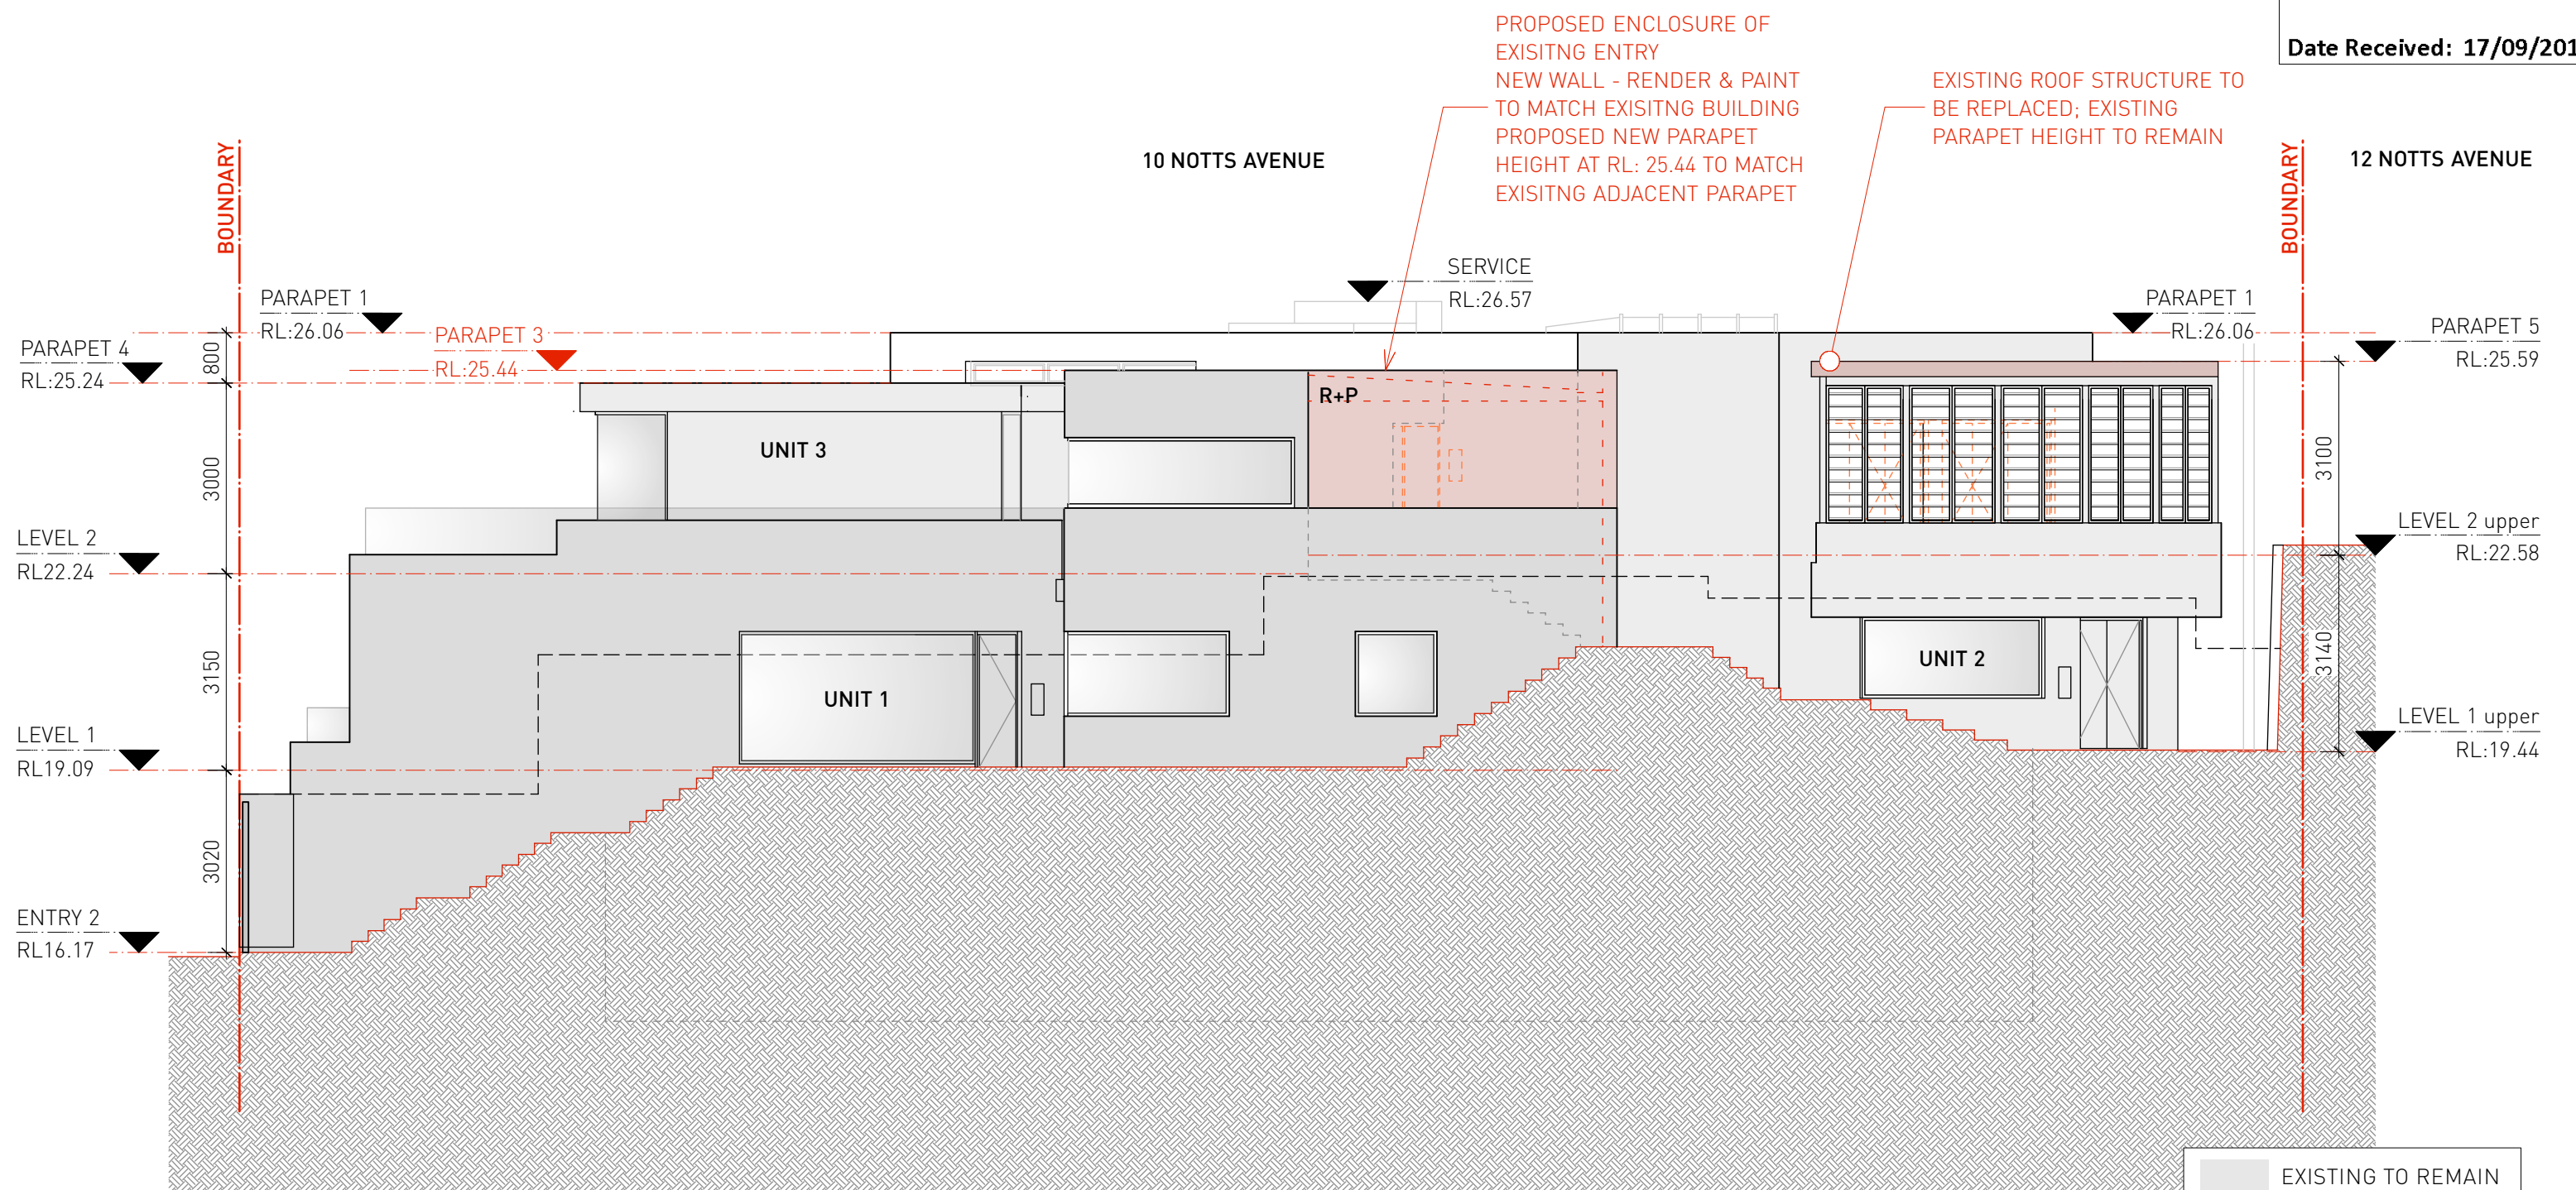 Date Received: 17/09/201
PROPOSED ENCLOSURE OF
EXISITNG ENTRY
NEW WALL - RENDER & PAINT
TO MATCH EXISITNG BUILDING
PROPOSED NEW PARAPET
HEIGHT AT RL: 25.44 TO MATCH
EXISITNG ADJACENT PARAPET
EXISTING ROOF STRUCTURE TO
BE REPLACED; EXISTING
PARAPET HEIGHT TO REMAIN
BOUNDARY
10 NOTTS AVENUE
BOUNDARY
12 NOTTS AVENUE
SERVICE
RL:26.57
PARAPET 1
RL:26.06
PARAPET 3
RL:25.44
PARAPET 4
RL:25.24
PARAPET 1
RL:26.06
PARAPET 5
RL:25.59
800
R+P
UNIT 3
3000
3100
LEVEL 2
RL22.24
LEVEL 2 upper
RL:22.58
3150
UNIT 1
UNIT 2
3140
LEVEL 1
RL19.09
LEVEL 1 upper
RL:19.44
3020
ENTRY 2
RL16.17
EXISTING TO REMAIN